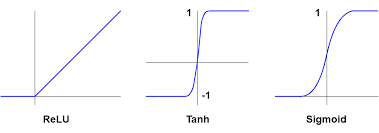 1
1
-1
ReLU
Tanh
Sigmoid